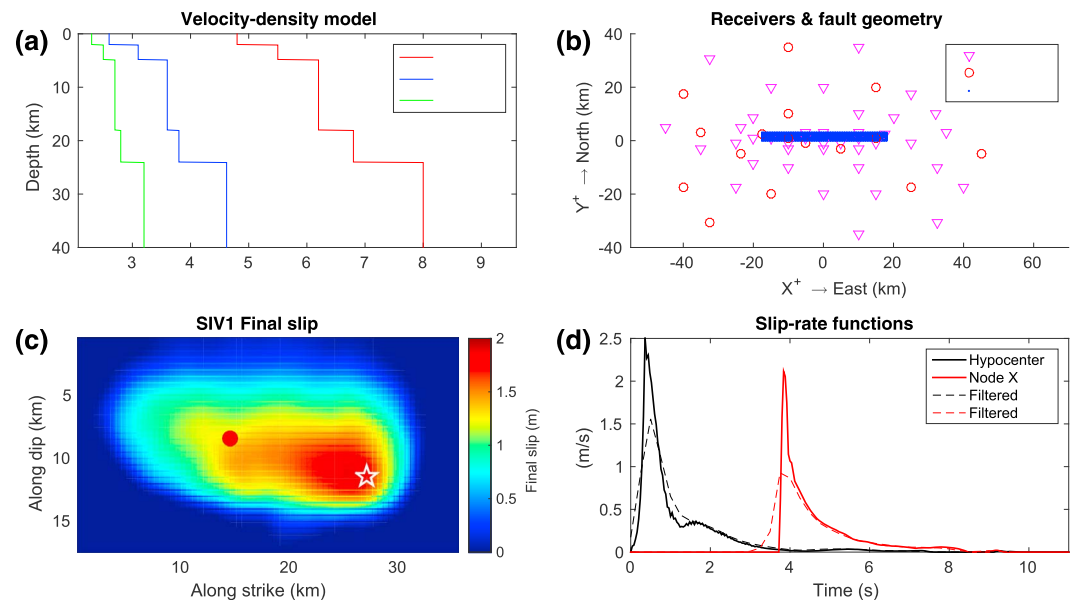 (a)
Velocity-density model
0
10
20
30
40
Depth (km)
3
4
5
6
7
8
9
(b)
Receivers & fault geometry
40
20
0
-20
-40
Y+ → North (km)
-40
-20
0
20
40
60
X+ → East (km)
(c)
SIV1 Final slip
5
10
15
Along dip (km)
10
20
30
Along strike (km)
2
1.5
1
0.5
0
Final slip (m)
(d)
Slip-rate functions
2.5
2
1.5
1
0.5
0
(m/s)
0
2
4
6
8
10
Time (s)
Hypocenter
Node X
Filtered
Filtered